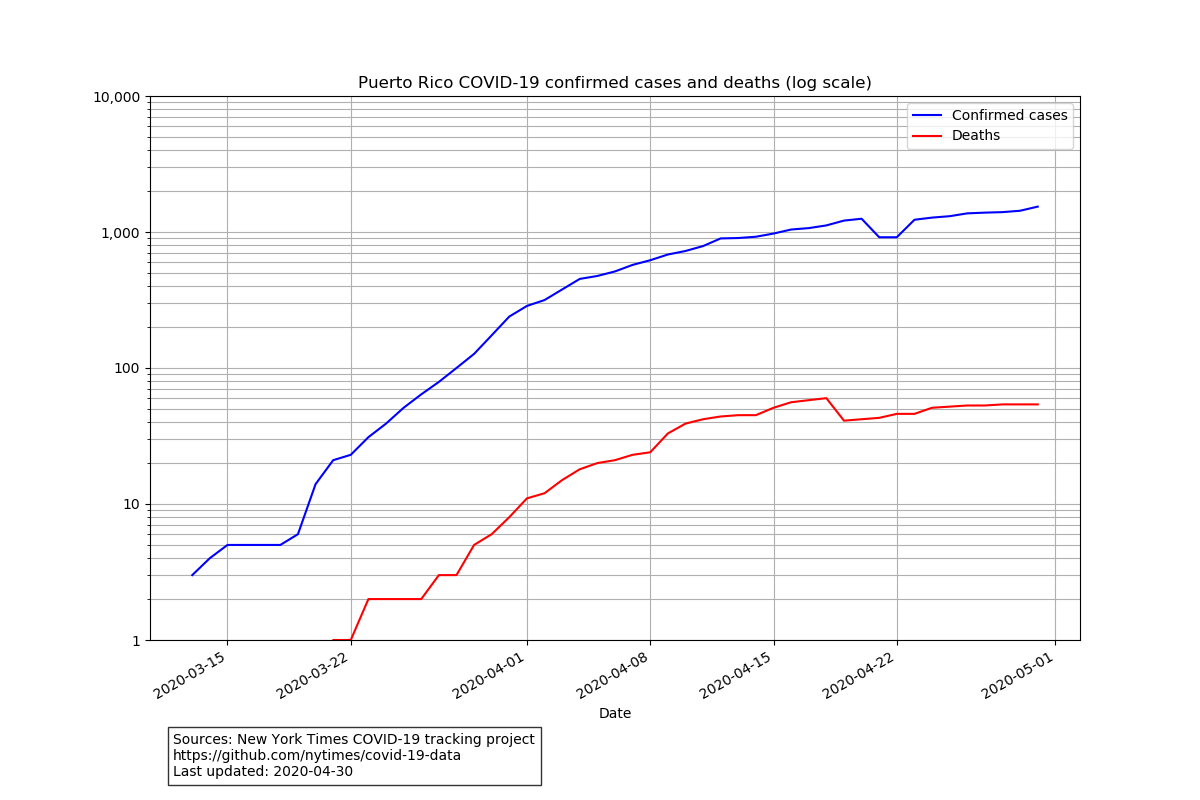 Puerto Rico COVID-19 confirmed cases and deaths (log scale)
10,000
1,000
100
10
1
Confirmed cases
Deaths
2020-03-15
2020-03-22
2020-04-01
2020-04-08
2020-04-15
2020-04-22
2020-05-01
Date
Sources: New York Times COVID-19 tracking project
https://github.com/nytimes/covid-19-data
Last updated: 2020-04-30